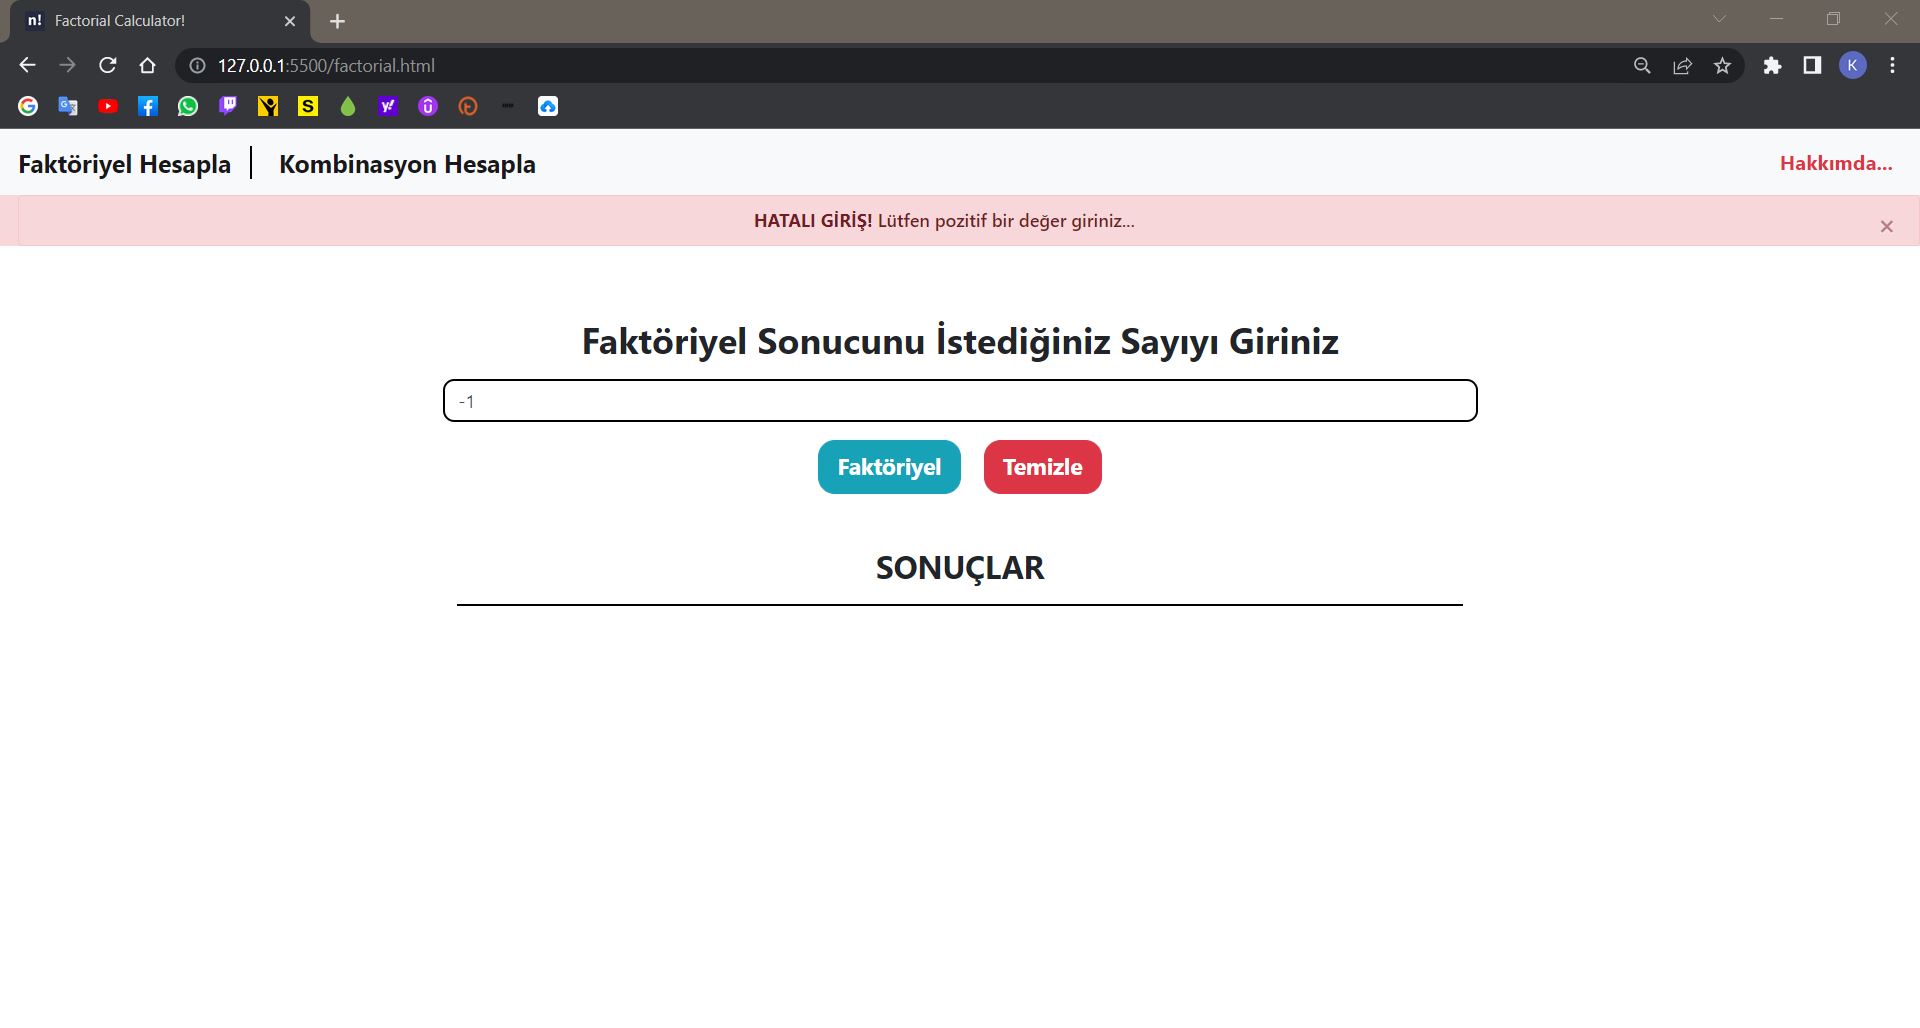 n! Factorial Calculator!
127.0.0.1:5500/factorial.html
K
Faktöriyel Hesapla
Kombinasyon Hesapla
Hakkımda...
HATALI GİRİŞ! Lütfen pozitif bir değer giriniz...
Faktöriyel Sonucunu İstediğiniz Sayıyı Giriniz
-1
Faktöriyel
Temizle
SONUÇLAR